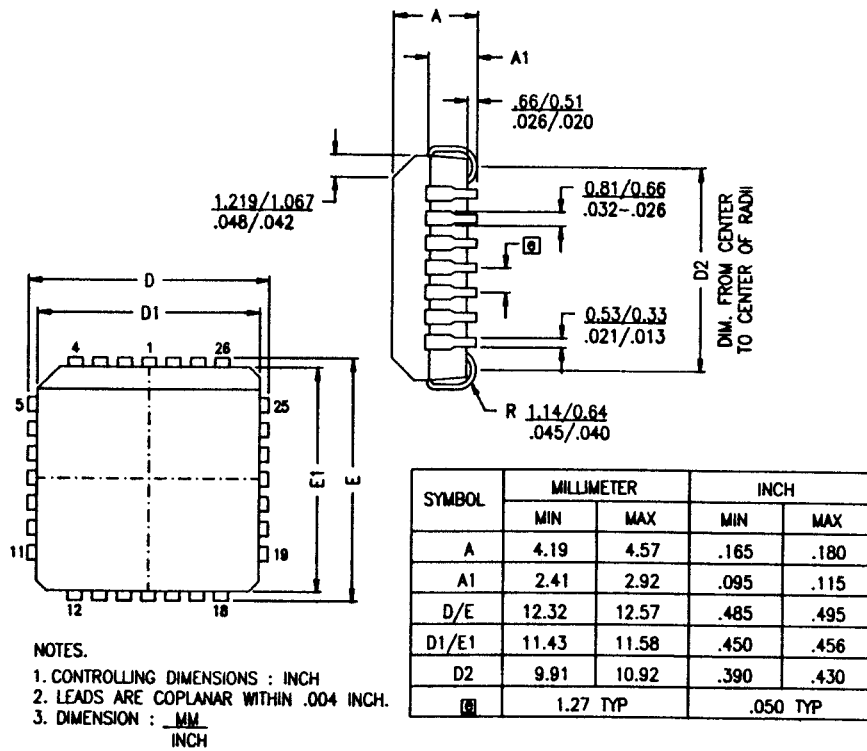 A
A1
.66/0.51
.026/.020
1.219/1.067
.048/.042
0.81/0.66
.032-.026
e
D2
DIM. FROM CENTER
TO CENTER OF RADII
0.53/0.33
.021/.013
R 1.14/0.64
.045/.040
D
D1
4 1 26
5 25
E1
E
11 19
12 18
SYMBOL MILLIMETER INCH
MIN MAX MIN MAX
A 4.19 4.57 .165 .180
A1 2.41 2.92 .095 .115
D/E 12.32 12.57 .485 .495
D1/E1 11.43 11.58 .450 .456
D2 9.91 10.92 .390 .430
e 1.27 TYP .050 TYP
NOTES.
1. CONTROLLING DIMENSIONS : INCH
2. LEADS ARE COPLANAR WITHIN .004 INCH.
3. DIMENSION : MM
INCH